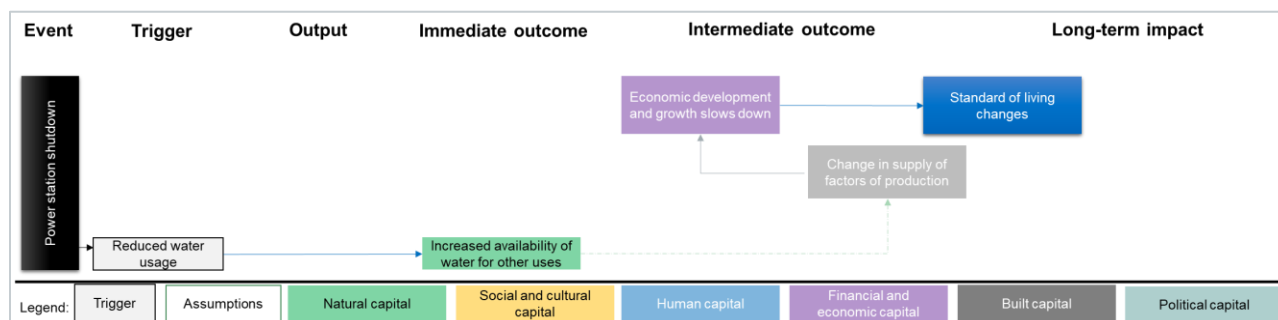 Event
Trigger
Output
Immediate outcome
Intermediate outcome
Long-term impact
Power station shutdown
Economic development
and growth slows down
Standard of living
changes
Change in supply of
factors of production
Reduced water
usage
Increased availability of
water for other uses
Legend:
Trigger
Assumptions
Natural capital
Social and cultural
capital
Human capital
Financial and
economic capital
Built capital
Political capital